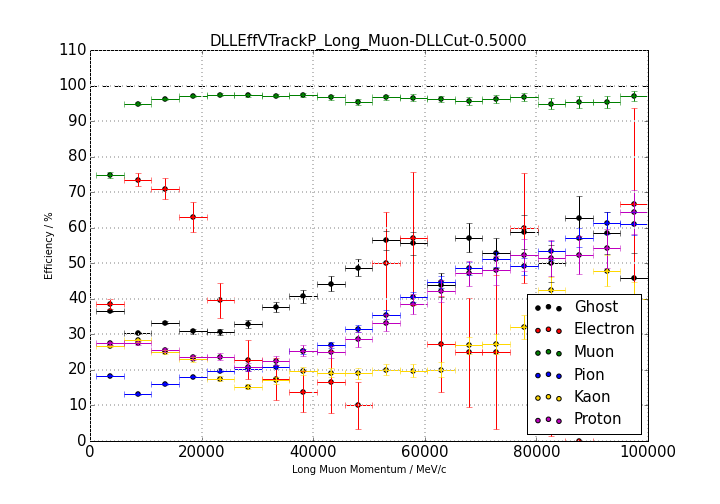 DLLEffVTrackP_Long_Muon-DLLCut-0.5000
110
100
90
80
70
60
50
40
30
20
10
0
Efficiency / %
Ghost
Electron
Muon
Pion
Kaon
Proton
0 20000 40000 60000 80000 100000
Long Muon Momentum / MeV/c